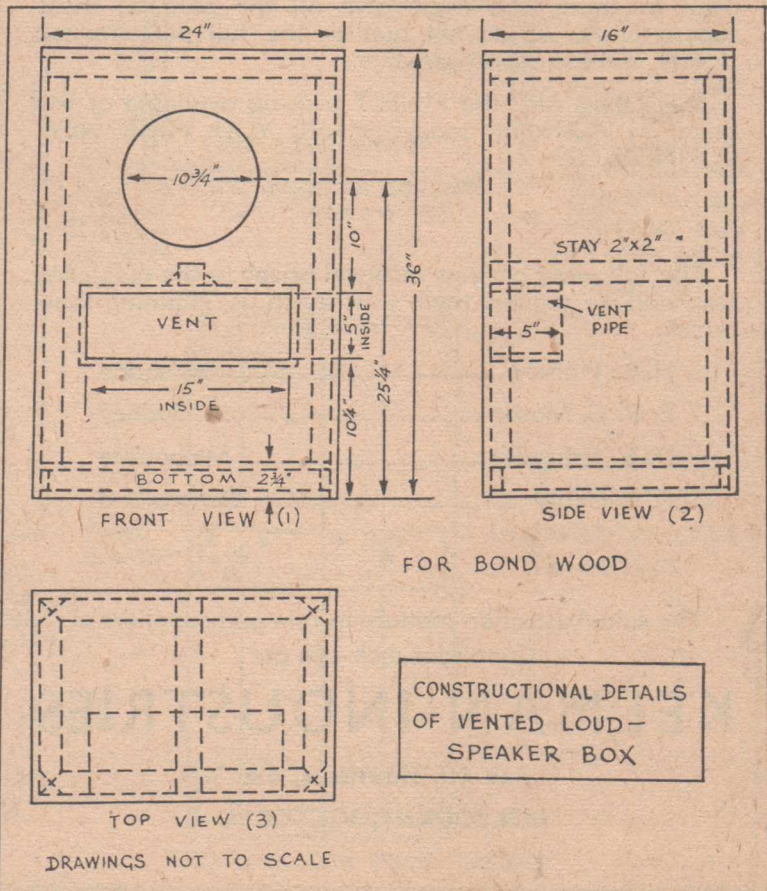 24"
16"
10¾"
10"
36"
STAY 2"x2"
VENT
5"
INSIDE
25¼"
VENT
PIPE
5"
15"
INSIDE
10¼"
BOTTOM 2¾"
FRONT VIEW (1)
SIDE VIEW (2)
FOR BOND WOOD
CONSTRUCTIONAL DETAILS
OF VENTED LOUD-
SPEAKER BOX
TOP VIEW (3)
DRAWINGS NOT TO SCALE